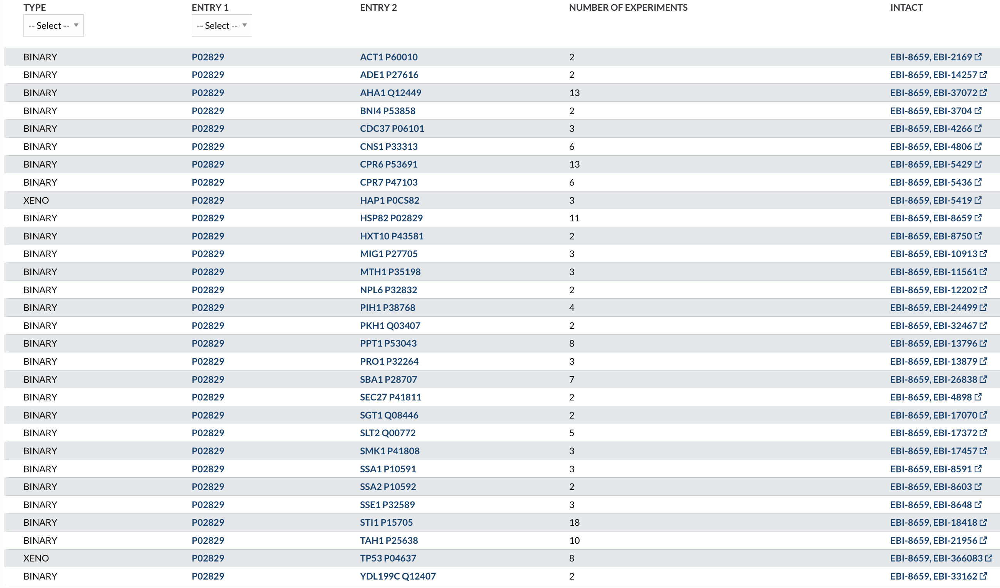 TYPE ENTRY 1 ENTRY 2 NUMBER OF EXPERIMENTS INTACT
-- Select -- -- Select --
BINARY P02829 ACT1 P60010 2 EBI-8659, EBI-2169
BINARY P02829 ADE1 P27616 2 EBI-8659, EBI-14257
BINARY P02829 AHA1 Q12449 13 EBI-8659, EBI-37072
BINARY P02829 BNI4 P53858 2 EBI-8659, EBI-3704
BINARY P02829 CDC37 P06101 3 EBI-8659, EBI-4266
BINARY P02829 CNS1 P33313 6 EBI-8659, EBI-4806
BINARY P02829 CPR6 P53691 13 EBI-8659, EBI-5429
BINARY P02829 CPR7 P47103 6 EBI-8659, EBI-5436
XENO P02829 HAP1 P0CS82 3 EBI-8659, EBI-5419
BINARY P02829 HSP82 P02829 11 EBI-8659, EBI-8659
BINARY P02829 HXT10 P43581 2 EBI-8659, EBI-8750
BINARY P02829 MIG1 P27705 3 EBI-8659, EBI-10913
BINARY P02829 MTH1 P35198 3 EBI-8659, EBI-11561
BINARY P02829 NPL6 P32832 2 EBI-8659, EBI-12202
BINARY P02829 PIH1 P38768 4 EBI-8659, EBI-24499
BINARY P02829 PKH1 Q03407 2 EBI-8659, EBI-32467
BINARY P02829 PPT1 P53043 8 EBI-8659, EBI-13796
BINARY P02829 PRO1 P32264 3 EBI-8659, EBI-13879
BINARY P02829 SBA1 P28707 7 EBI-8659, EBI-26838
BINARY P02829 SEC27 P41811 2 EBI-8659, EBI-4898
BINARY P02829 SGT1 Q08446 2 EBI-8659, EBI-17070
BINARY P02829 SLT2 Q00772 5 EBI-8659, EBI-17372
BINARY P02829 SMK1 P41808 3 EBI-8659, EBI-17457
BINARY P02829 SSA1 P10591 3 EBI-8659, EBI-8591
BINARY P02829 SSA2 P10592 2 EBI-8659, EBI-8603
BINARY P02829 SSE1 P32589 3 EBI-8659, EBI-8648
BINARY P02829 STI1 P15705 18 EBI-8659, EBI-18418
BINARY P02829 TAH1 P25638 10 EBI-8659, EBI-21956
XENO P02829 TP53 P04637 8 EBI-8659, EBI-366083
BINARY P02829 YDL199C Q12407 2 EBI-8659, EBI-33162